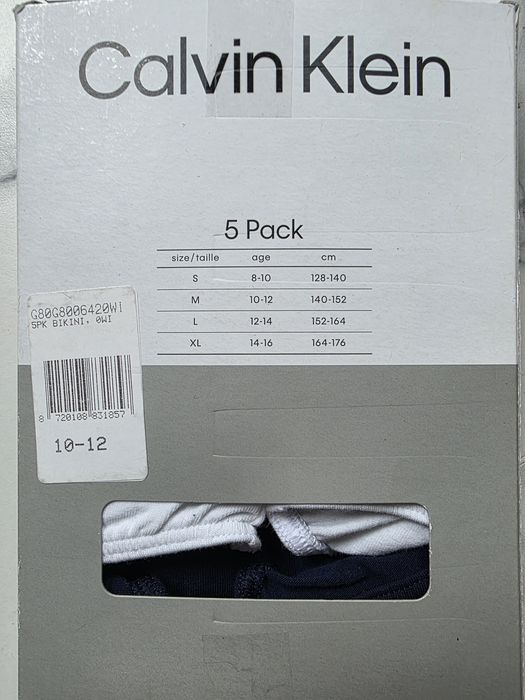 Calvin Klein
5 Pack
size/taille age cm
S 8-10 128-140
M 10-12 140-152
L 12-14 152-164
XL 14-16 164-176
G80G8006420WI
5PK BIKINI, 0WI
8 720108 831857
10-12